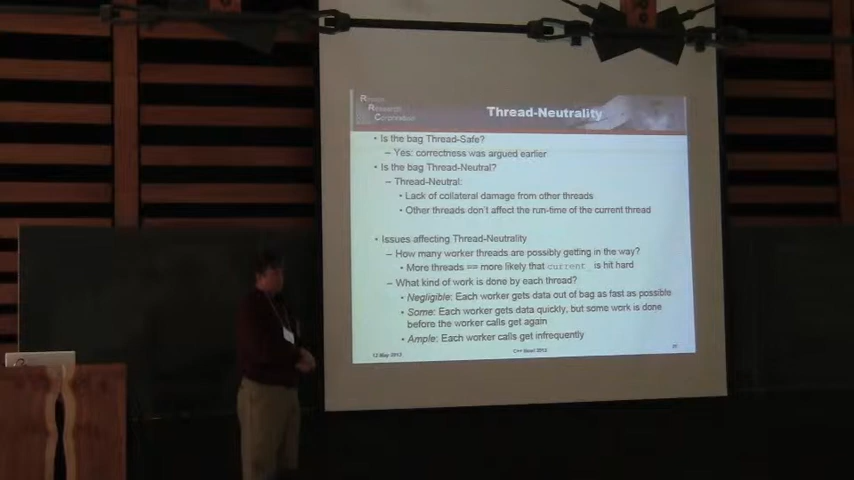 Research
Corporation
Thread-Neutrality
• Is the bag Thread-Safe?
– Yes: correctness was argued earlier
• Is the bag Thread-Neutral?
– Thread-Neutral:
• Lack of collateral damage from other threads
• Other threads don't affect the run-time of the current thread
• Issues affecting Thread-Neutrality
– How many worker threads are possibly getting in the way?
• More threads == more likely that current_ is hit hard
– What kind of work is done by each thread?
• Negligible: Each worker gets data out of bag as fast as possible
• Some: Each worker gets data quickly, but some work is done
before the worker calls get again
• Ample: Each worker calls get infrequently